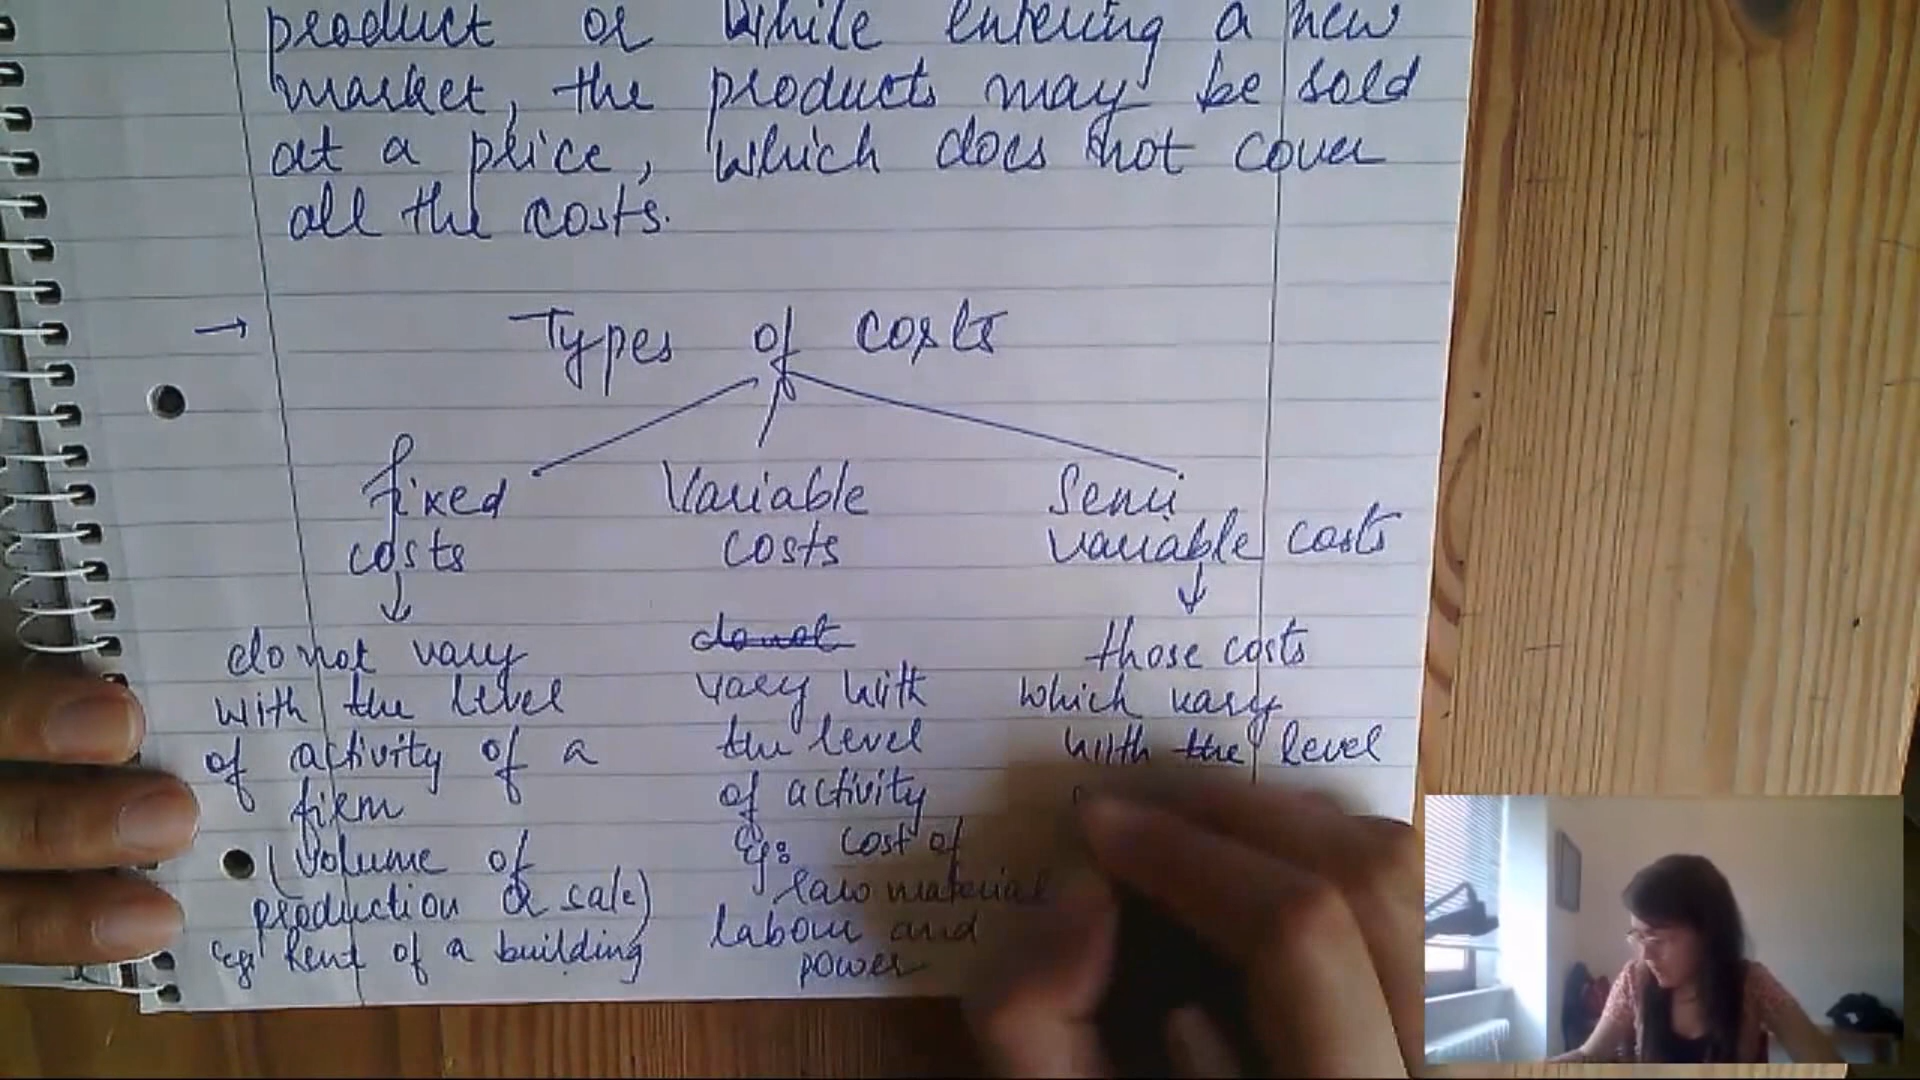 product or while entering a new
market, the products may be sold
at a price, which does not cover
all the costs.
→ Types of costs
fixed
costs
↓
do not vary
with the level
of activity of a
firm
(volume of
production or sale)
eg: Rent of a building
Variable
costs
do not
vary with
the level
of activity
Eg: cost of
raw material
labour and
power
Semi
variable costs
↓
those costs
which vary
with the level